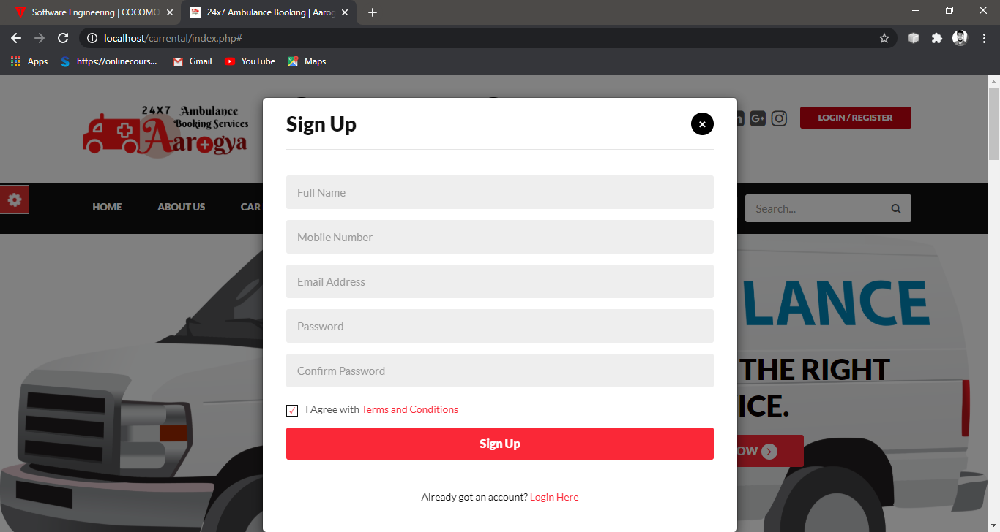 Software Engineering | COCOMO
24x7 Ambulance Booking | Aarog
localhost/carrental/index.php#
Apps
https://onlinecours...
Gmail
YouTube
Maps
24X7 Ambulance
Booking Services
Aarogya
LOGIN / REGISTER
HOME
ABOUT US
CAR
Search...
LANCE
THE RIGHT
ICE.
OW
Sign Up
Full Name
Mobile Number
Email Address
Password
Confirm Password
I Agree with Terms and Conditions
Sign Up
Already got an account? Login Here